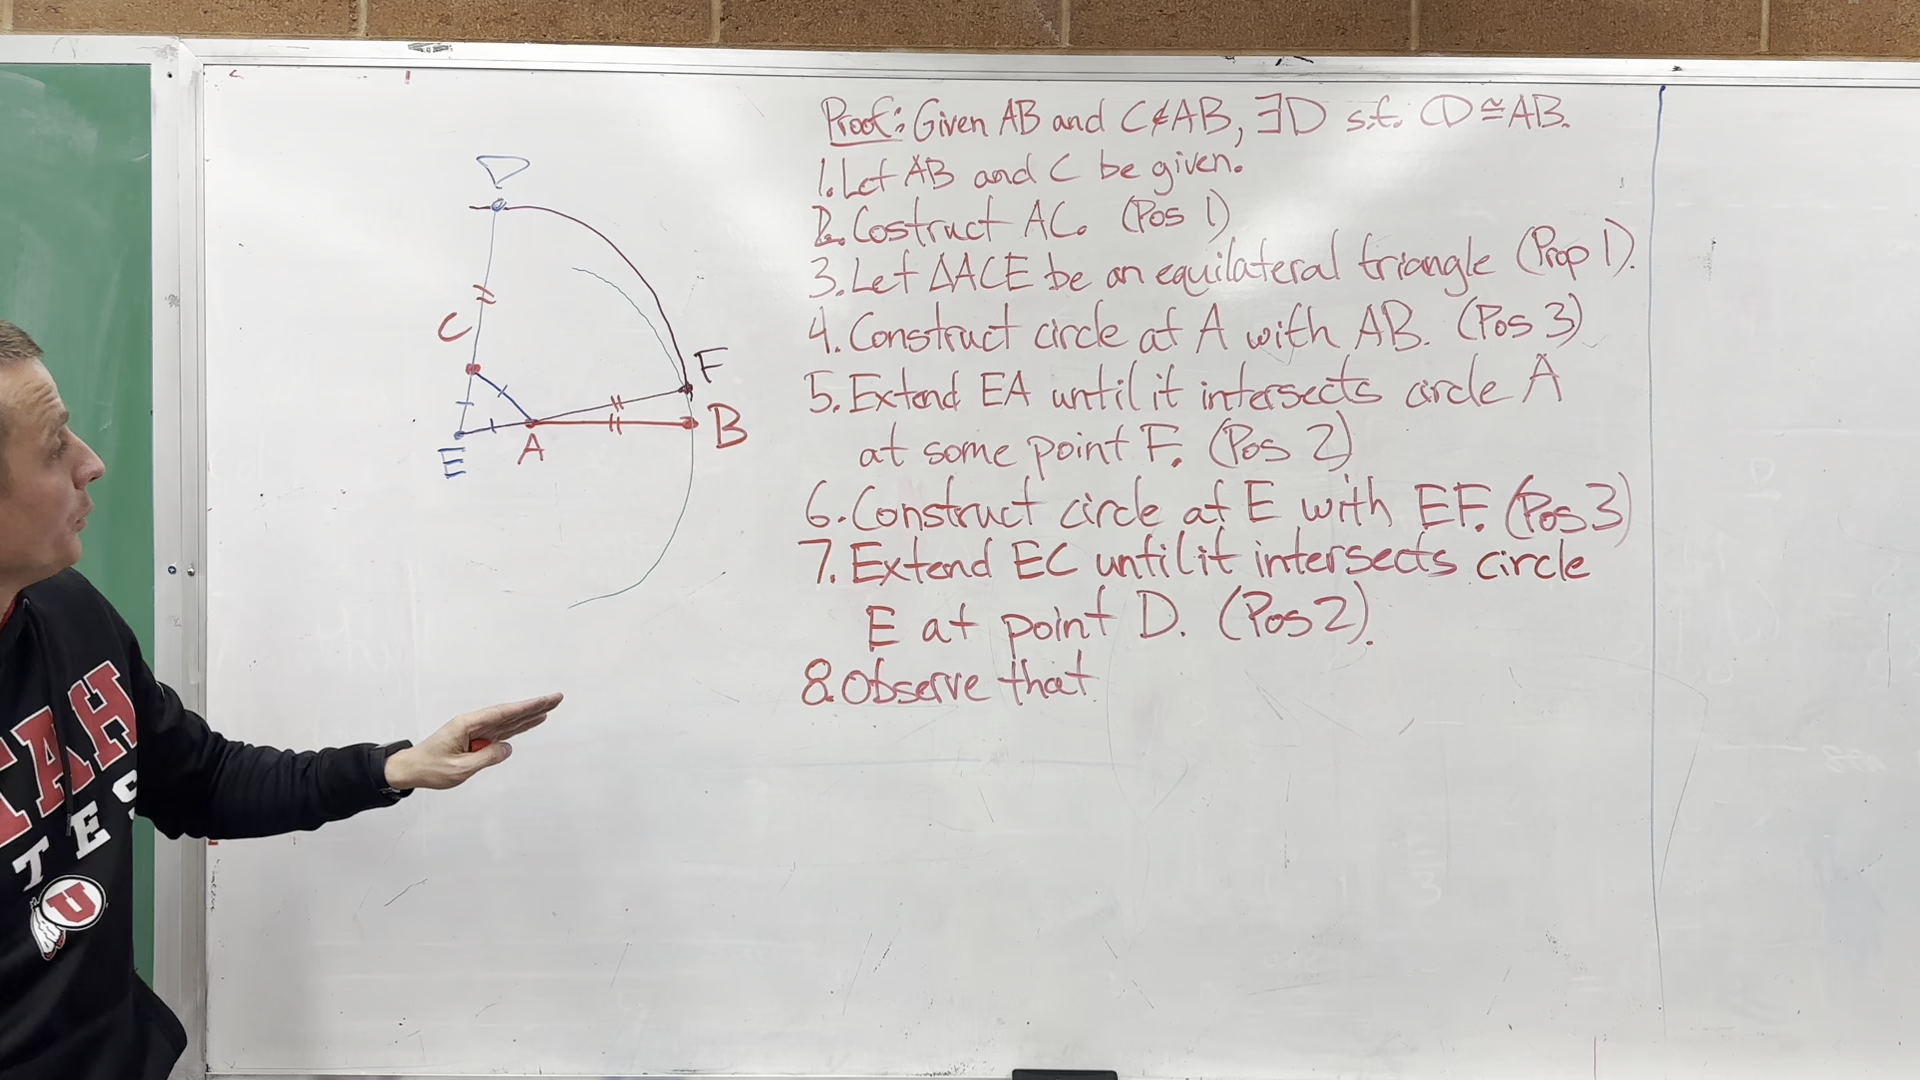 Proof: Given AB and C∉AB, ∃D s.t. CD≅AB.
1. Let AB and C be given.
2. Costruct AC. (Pos 1)
3. Let ΔACE be an equilateral triangle (Prop 1).
4. Construct circle at A with AB. (Pos 3)
5. Extend EA until it intersects circle A
at some point F. (Pos 2)
6. Construct circle at E with EF. (Pos 3)
7. Extend EC until it intersects circle
E at point D. (Pos 2).
8. Observe that
D
C
F
B
A
E
TAH
TES
U